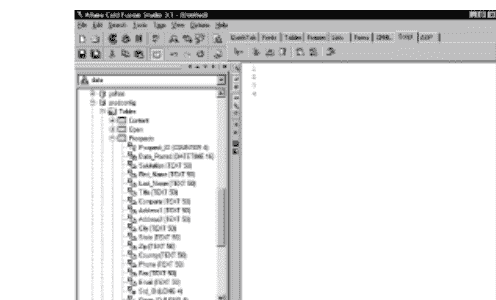 Allaire Cold Fusion Studio 3.1 - [Untitled]
File Edit Search Tools Tags View Options Help
QuickTab Fonts Tables Frames Lists Forms CFML Script ASP
data
python
Tables
Content
Open
Prospects
Prospect_ID (COUNTER 4)
Date_Posted (DATETIME 16)
Salutation (TEXT 50)
First_Name (TEXT 50)
Last_Name (TEXT 50)
Title (TEXT 50)
Company (TEXT 50)
Address1 (TEXT 50)
Address2 (TEXT 50)
City (TEXT 50)
State (TEXT 50)
Zip (TEXT 50)
Country (TEXT 50)
Phone (TEXT 50)
Fax (TEXT 50)
Email (TEXT 50)
1
2
3
4